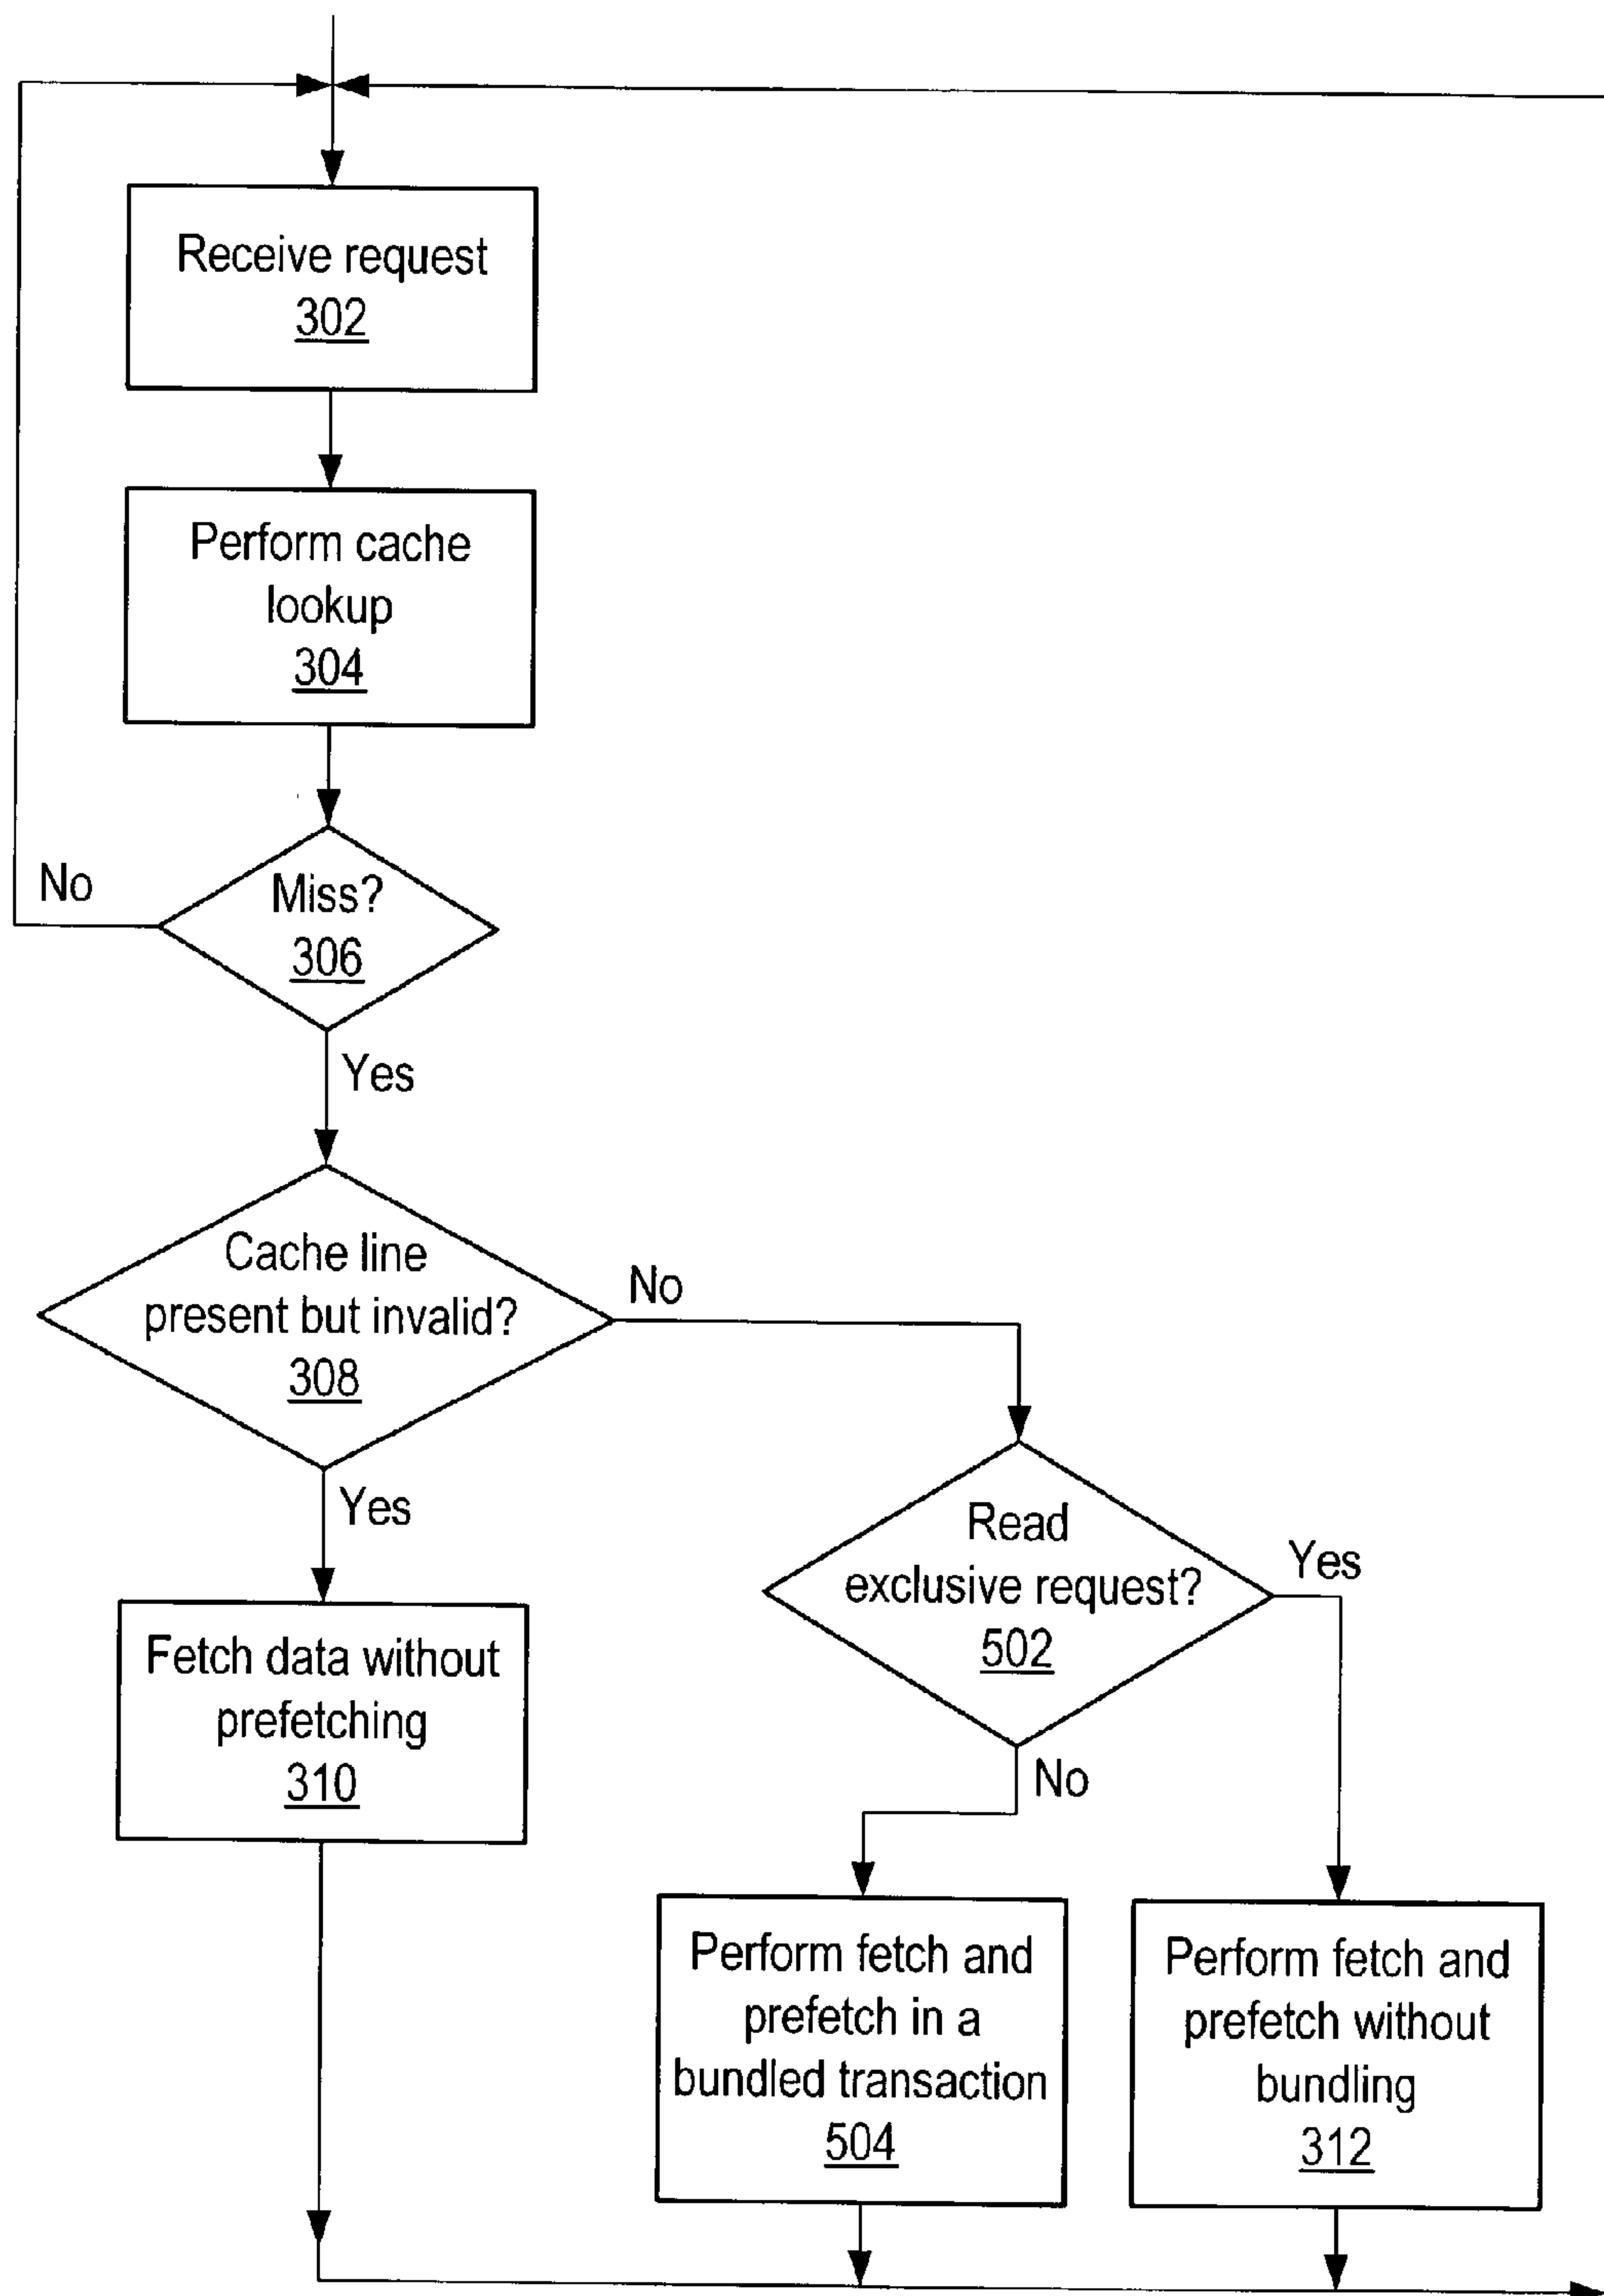 Receive request
302
Perform cache
lookup
304
No
Miss?
306
Yes
Cache line
present but invalid?
308
No
Yes
Read
exclusive request?
502
Yes
No
Fetch data without
prefetching
310
Perform fetch and
prefetch in a
bundled transaction
504
Perform fetch and
prefetch without
bundling
312